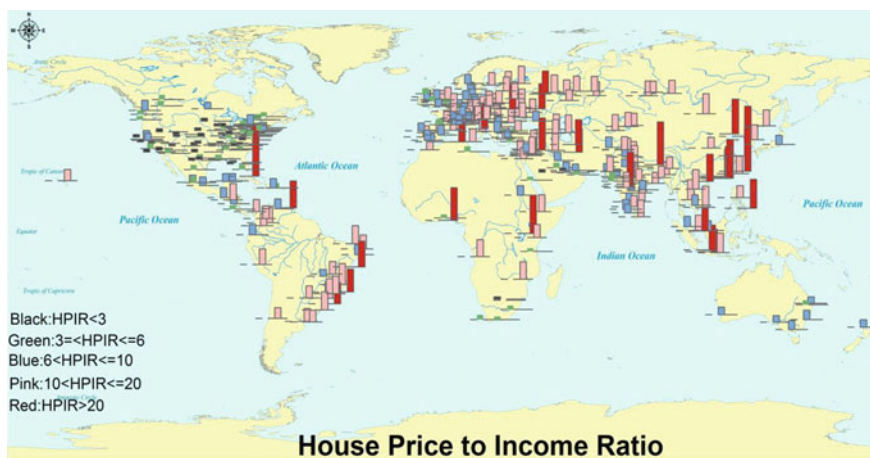 N
W E
S
Arctic Circle
Atlantic Ocean
Tropic of Cancer
Pacific Ocean
Pacific Ocean
Equator
Indian Ocean
Tropic of Capricorn
Black:HPIR<3
Green:3=<HPIR<=6
Blue:6<HPIR<=10
Pink:10<HPIR<=20
Red:HPIR>20
House Price to Income Ratio